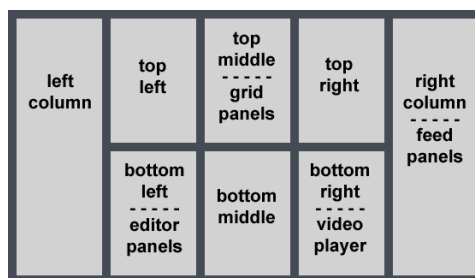 left
column
top
left
top
middle
- - - - -
grid
panels
top
right
right
column
- - - - -
feed
panels
bottom
left
- - - - -
editor
panels
bottom
middle
bottom
right
- - - - -
video
player